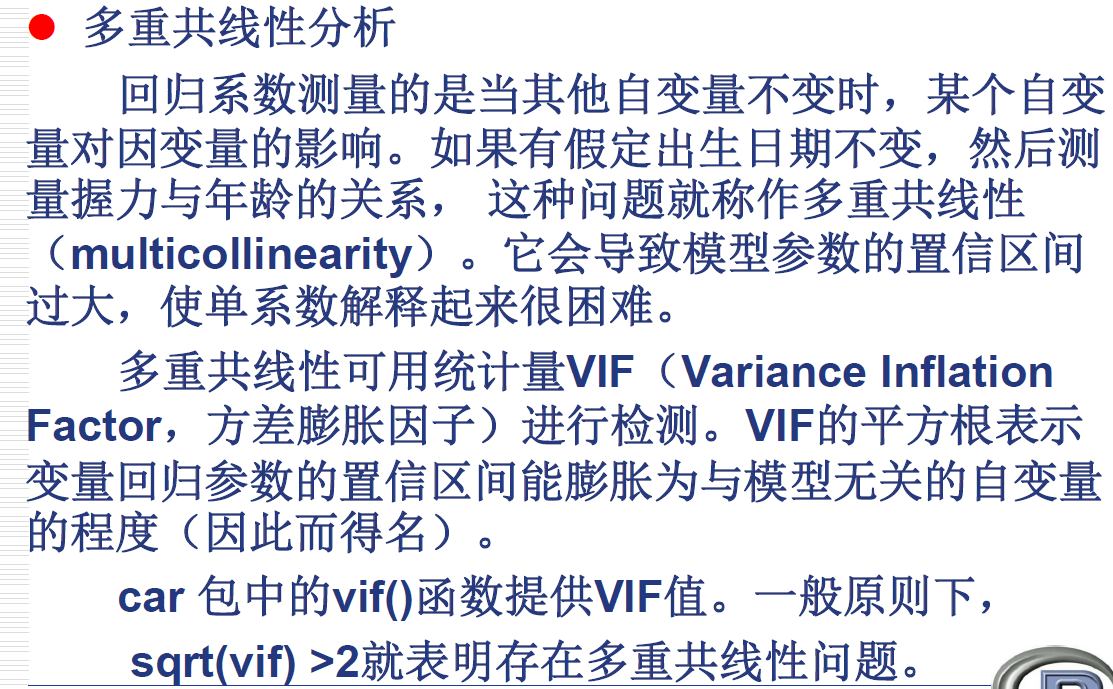 多重共线性分析
回归系数测量的是当其他自变量不变时，某个自变
量对因变量的影响。如果有假定出生日期不变，然后测
量握力与年龄的关系， 这种问题就称作多重共线性
（multicollinearity）。它会导致模型参数的置信区间
过大，使单系数解释起来很困难。
多重共线性可用统计量VIF（Variance Inflation
Factor，方差膨胀因子）进行检测。VIF的平方根表示
变量回归参数的置信区间能膨胀为与模型无关的自变量
的程度（因此而得名）。
car 包中的vif()函数提供VIF值。一般原则下，
sqrt(vif) >2就表明存在多重共线性问题。
R